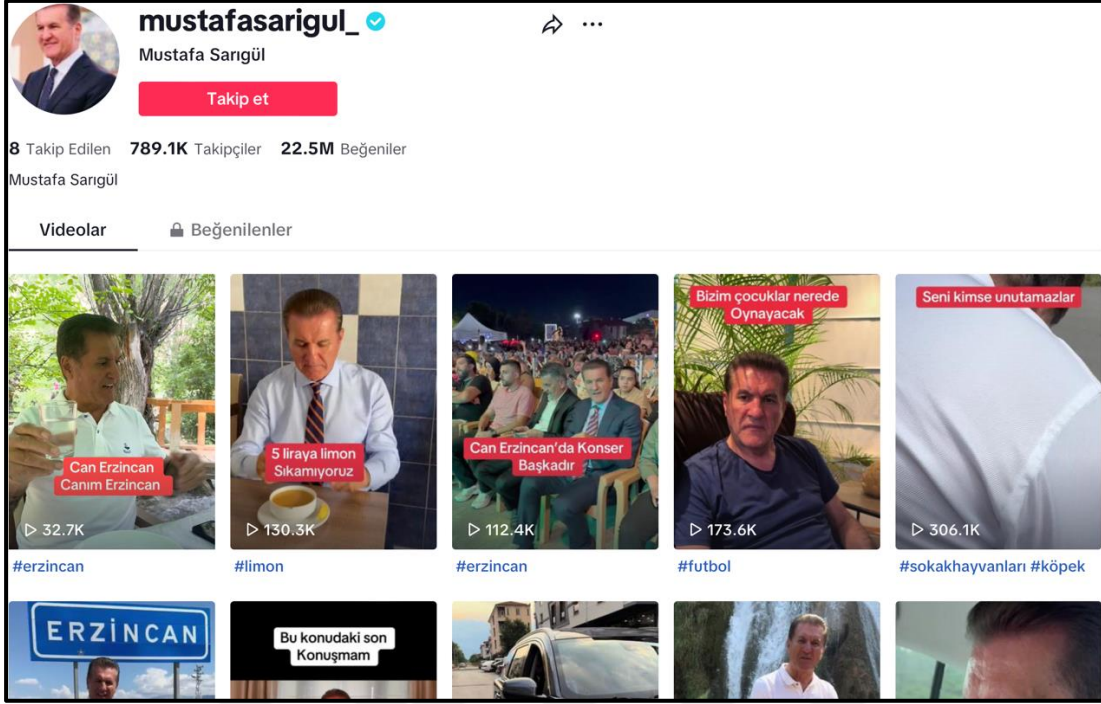 mustafasarigul_
Mustafa Sarıgül
Takip et
8 Takip Edilen 789.1K Takipçiler 22.5M Beğeniler
Mustafa Sarıgül
Videolar Beğenilenler
Can Erzincan
Canım Erzincan
32.7K
#erzincan
5 liraya limon
Sıkamıyoruz
130.3K
#limon
Can Erzincan'da Konser
Başkadır
112.4K
#erzincan
Bizim çocuklar nerede
Oynayacak
173.6K
#futbol
Seni kimse unutamazlar
306.1K
#sokakhayvanları #köpek
ERZİNCAN
Bu konudaki son
Konuşmam